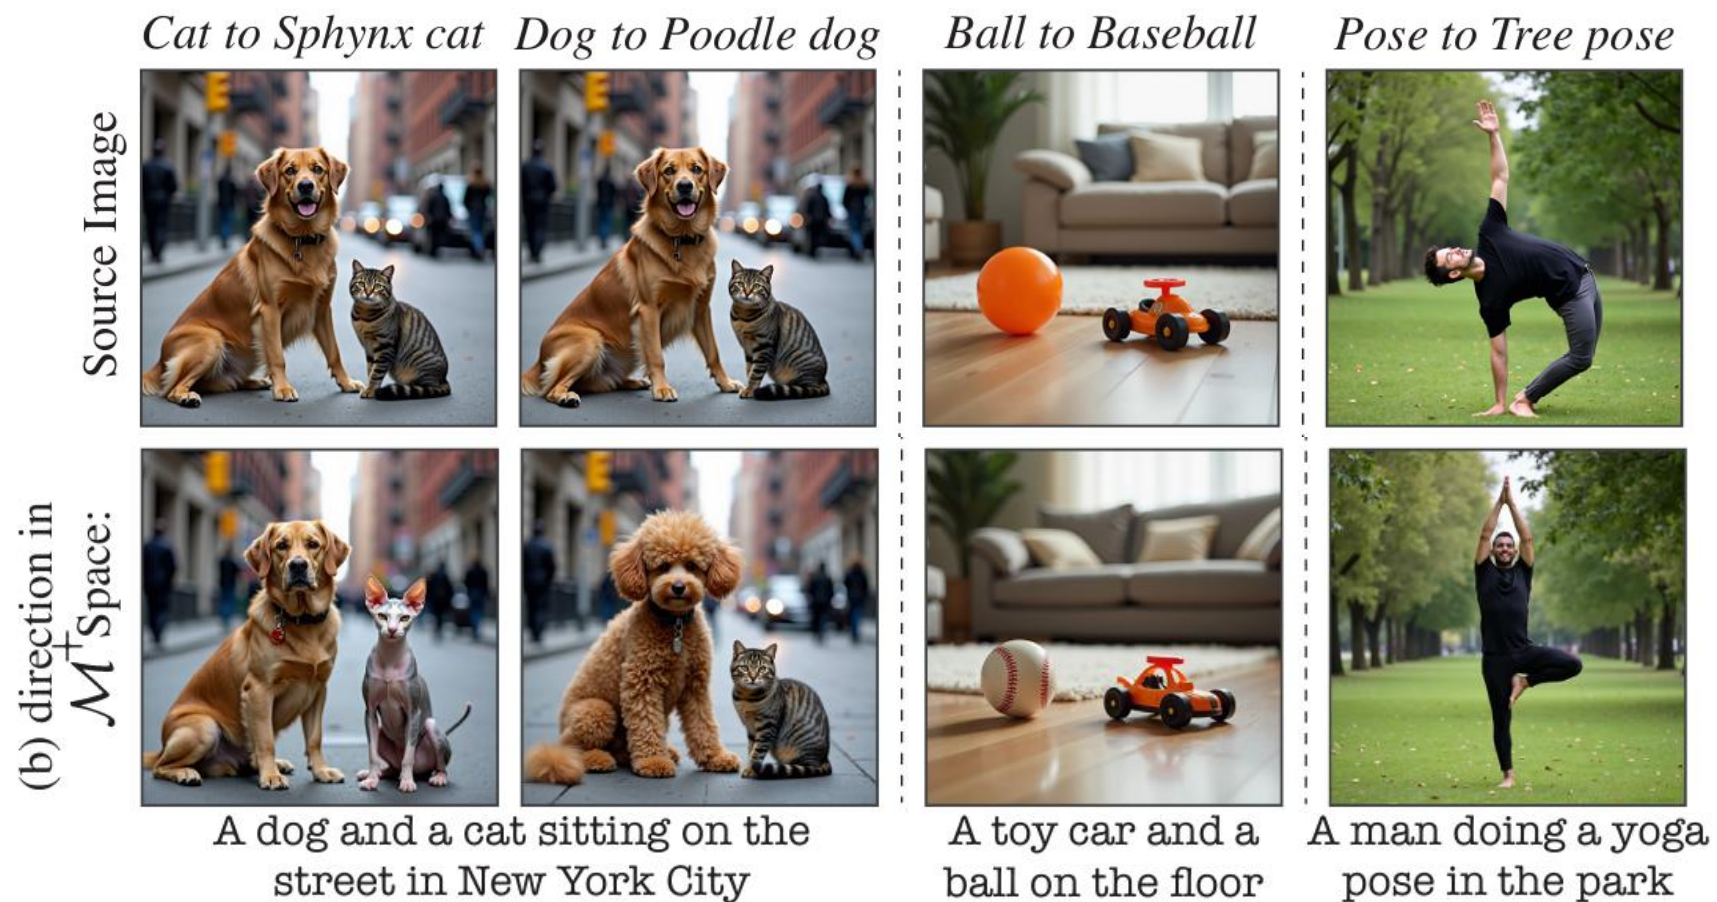 Cat to Sphynx cat
Dog to Poodle dog
Ball to Baseball
Pose to Tree pose
Source Image
(b) direction in
ℳ⁺ Space:
A dog and a cat sitting on the
street in New York City
A toy car and a
ball on the floor
A man doing a yoga
pose in the park